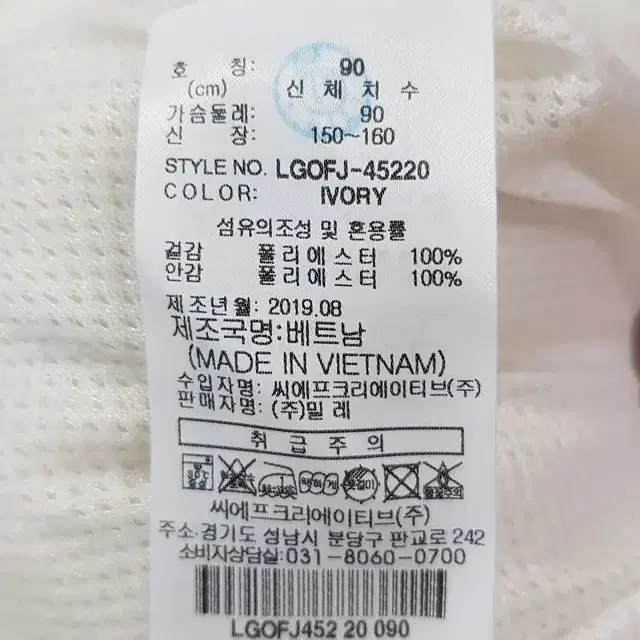 호 칭: 90
(cm) 신 체 치 수
가슴둘레: 90
신 장: 150~160
STYLE NO. LGOFJ-45220
COLOR: IVORY
섬유의조성 및 혼용률
겉감 폴리에스터 100%
안감 폴리에스터 100%
제조년월: 2019.08
제조국명:베트남
(MADE IN VIETNAM)
수입자명: 씨에프크리에이티브(주)
판매자명: (주)밀 레
취 급 주 의
약하게 옷걸이
씨에프크리에이티브(주)
주소:경기도 성남시 분당구 판교로 242
소비자상담실:031-8060-0700
LGOFJ452 20 090